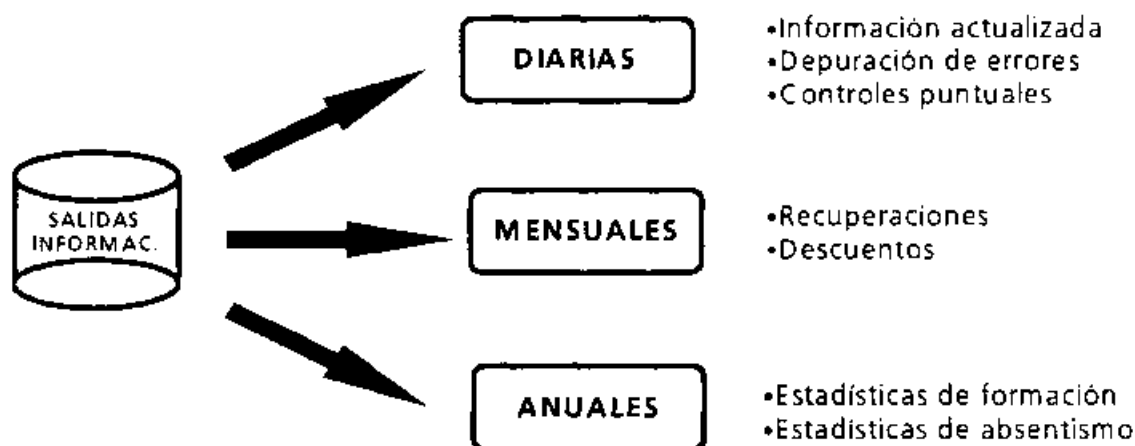 SALIDAS
INFORMAC.
DIARIAS
•Información actualizada
•Depuración de errores
•Controles puntuales
MENSUALES
•Recuperaciones
•Descuentos
ANUALES
•Estadísticas de formación
•Estadísticas de absentismo